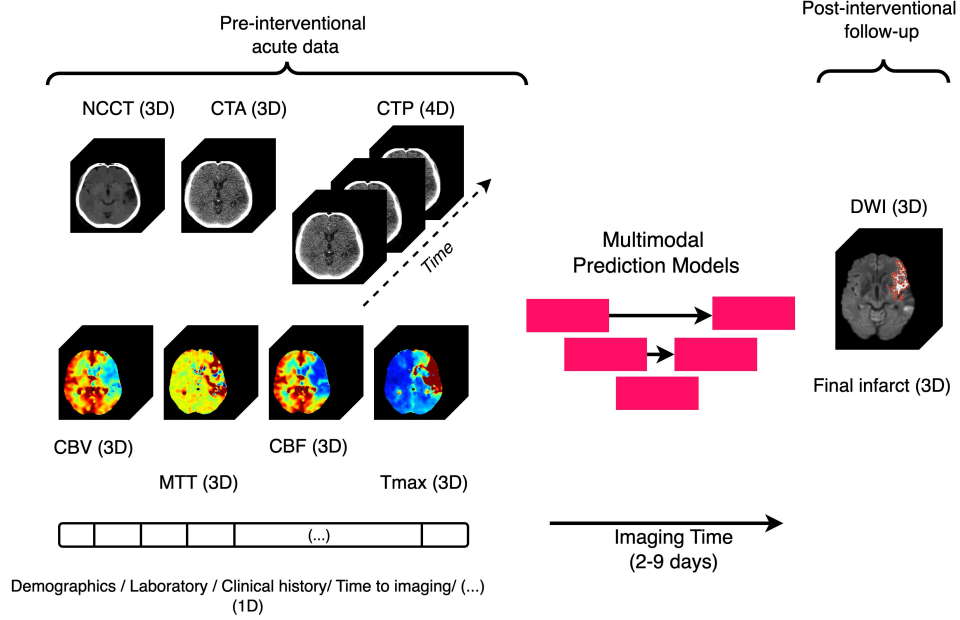 Pre-interventional
acute data
Post-interventional
follow-up
NCCT (3D)
CTA (3D)
CTP (4D)
Time
DWI (3D)
Multimodal
Prediction Models
Final infarct (3D)
CBV (3D)
CBF (3D)
MTT (3D)
Tmax (3D)
(...)
Imaging Time
(2-9 days)
Demographics / Laboratory / Clinical history/ Time to imaging/ (...)
(1D)